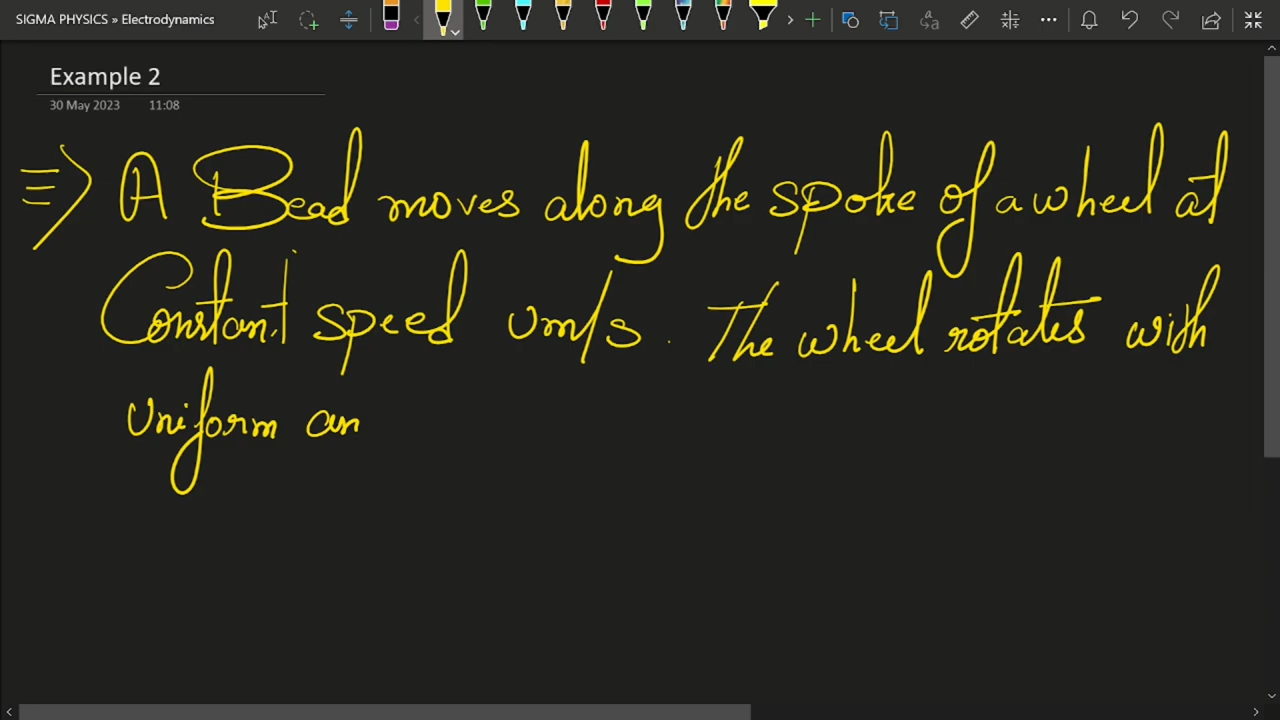 SIGMA PHYSICS » Electrodynamics
Example 2
30 May 2023 11:08
⇒ A Bead moves along the spoke of a wheel at
Constant speed um/s. The wheel rotates with
Uniform an